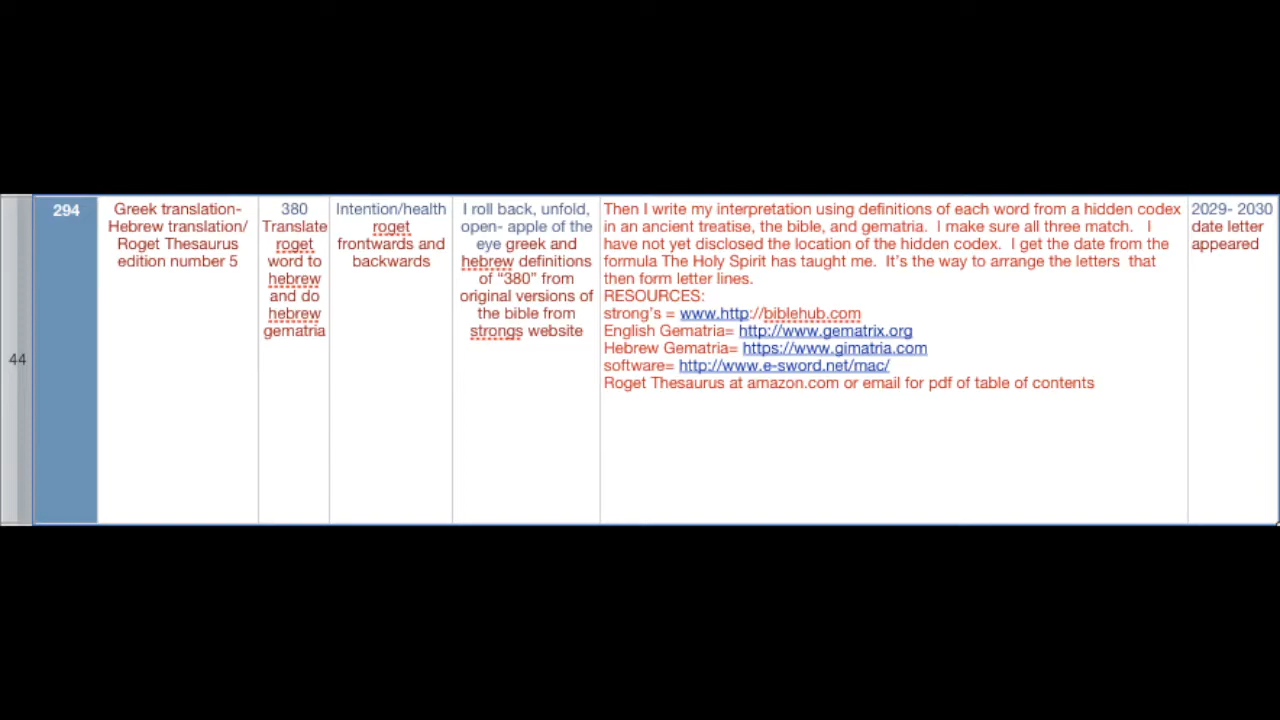 44
294
Greek translation-
Hebrew translation/
Roget Thesaurus
edition number 5
380
Translate
roget
word to
hebrew
and do
hebrew
gematria
Intention/health
roget
frontwards and
backwards
I roll back, unfold,
open- apple of the
eye greek and
hebrew definitions
of “380” from
original versions of
the bible from
strongs website
Then I write my interpretation using definitions of each word from a hidden codex
in an ancient treatise, the bible, and gematria.  I make sure all three match.   I
have not yet disclosed the location of the hidden codex.  I get the date from the
formula The Holy Spirit has taught me.  It’s the way to arrange the letters  that
then form letter lines.
RESOURCES:
strong’s = www.http://biblehub.com
English Gematria= http://www.gematrix.org
Hebrew Gematria= https://www.gimatria.com
software= http://www.e-sword.net/mac/
Roget Thesaurus at amazon.com or email for pdf of table of contents
2029- 2030
date letter
appeared